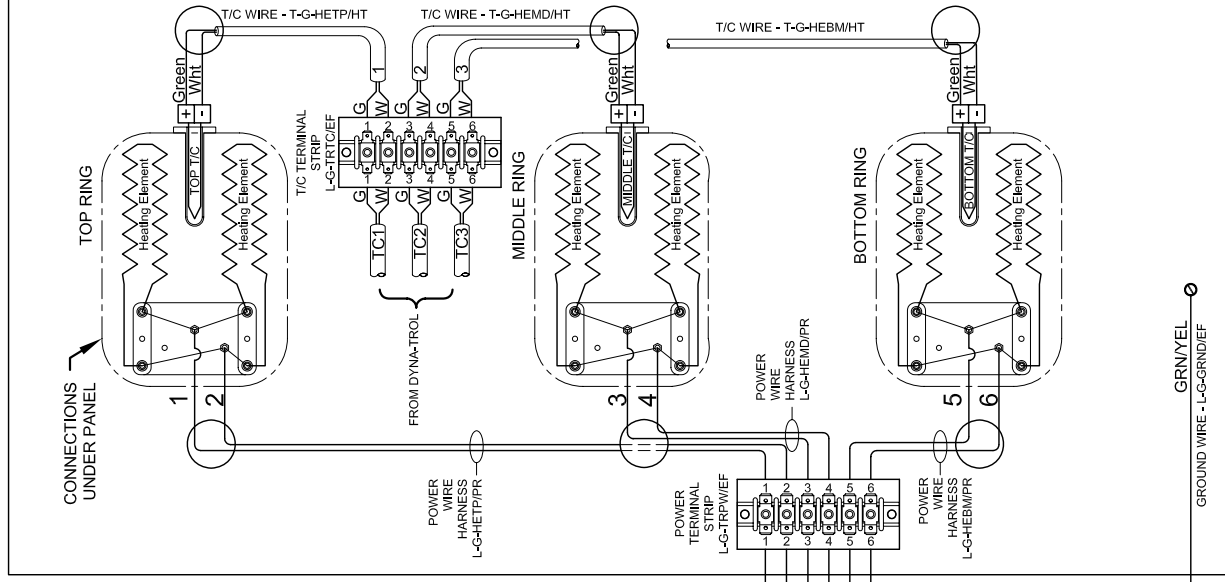 T/C WIRE - T-G-HETP/HT
T/C WIRE - T-G-HEMD/HT
T/C WIRE - T-G-HEBM/HT
Green
Wht
+
-
1
2
3
Green
Wht
+
-
Green
Wht
+
-
G
W
G
W
G
W
T/C TERMINAL
STRIP
L-G-TRTC/EF
1 2 3 4 5 6
1 2 3 4 5 6
G
W
G
W
G
W
TC1
TC2
TC3
FROM DYNA-TROL
TOP RING
Heating Element
TOP T/C
Heating Element
MIDDLE RING
Heating Element
MIDDLE T/C
Heating Element
BOTTOM RING
Heating Element
BOTTOM T/C
Heating Element
CONNECTIONS
UNDER PANEL
1
2
3
4
5
6
POWER
WIRE
HARNESS
L-G-HETP/PR
POWER
WIRE
HARNESS
L-G-HEMD/PR
POWER
WIRE
HARNESS
L-G-HEBM/PR
POWER
TERMINAL
STRIP
L-G-TRPW/EF
1 2 3 4 5 6
1 2 3 4 5 6
GRN/YEL
GROUND WIRE - L-G-GRND/EF